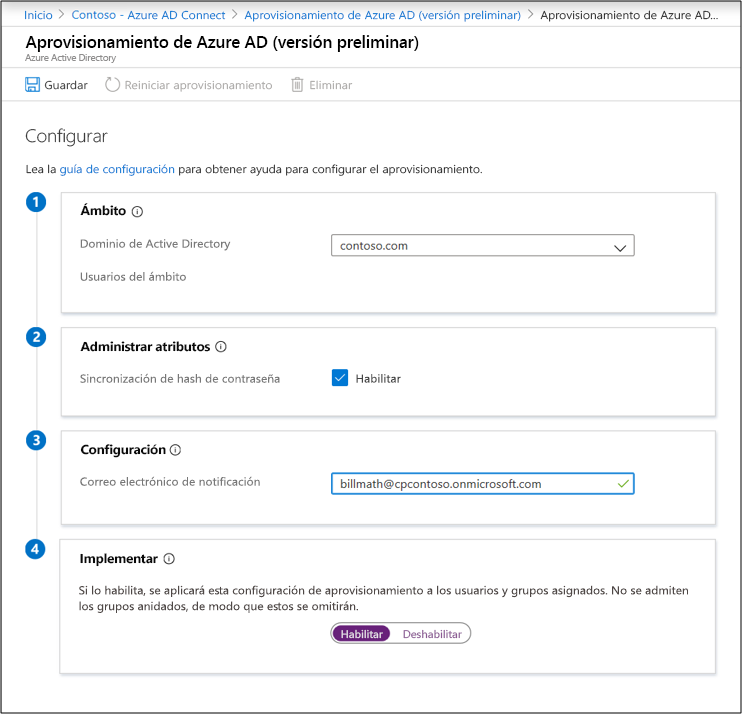 Inicio > Contoso - Azure AD Connect > Aprovisionamiento de Azure AD (versión preliminar) > Aprovisionamiento de Azure AD...
Aprovisionamiento de Azure AD (versión preliminar)
Azure Active Directory
Guardar Reiniciar aprovisionamiento Eliminar
Configurar
Lea la guía de configuración para obtener ayuda para configurar el aprovisionamiento.
1
Ámbito
Dominio de Active Directory contoso.com
Usuarios del ámbito
2
Administrar atributos
Sincronización de hash de contraseña Habilitar
3
Configuración
Correo electrónico de notificación billmath@cpcontoso.onmicrosoft.com
4
Implementar
Si lo habilita, se aplicará esta configuración de aprovisionamiento a los usuarios y grupos asignados. No se admiten
los grupos anidados, de modo que estos se omitirán.
Habilitar Deshabilitar